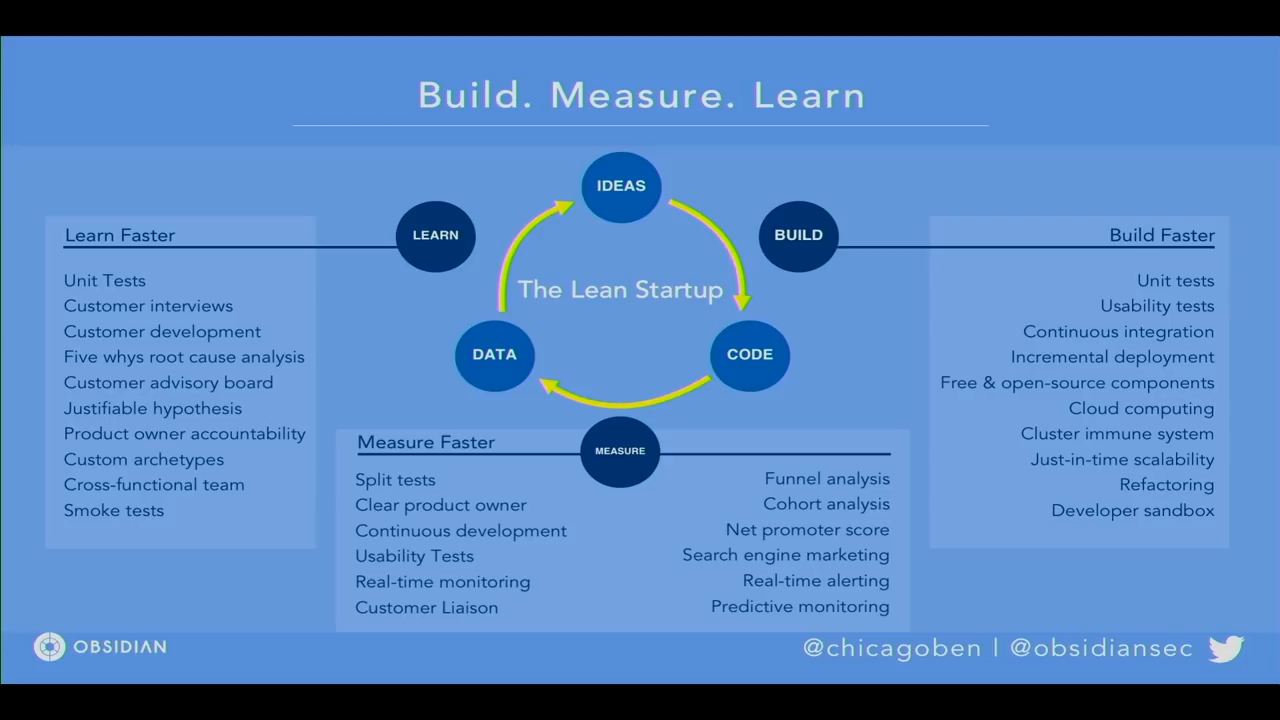 Build. Measure. Learn
IDEAS
LEARN
BUILD
The Lean Startup
DATA
CODE
MEASURE
Learn Faster
Unit Tests
Customer interviews
Customer development
Five whys root cause analysis
Customer advisory board
Justifiable hypothesis
Product owner accountability
Custom archetypes
Cross-functional team
Smoke tests
Measure Faster
Split tests
Clear product owner
Continuous development
Usability Tests
Real-time monitoring
Customer Liaison
Funnel analysis
Cohort analysis
Net promoter score
Search engine marketing
Real-time alerting
Predictive monitoring
Build Faster
Unit tests
Usability tests
Continuous integration
Incremental deployment
Free & open-source components
Cloud computing
Cluster immune system
Just-in-time scalability
Refactoring
Developer sandbox
OBSIDIAN
@chicagoben | @obsidiansec